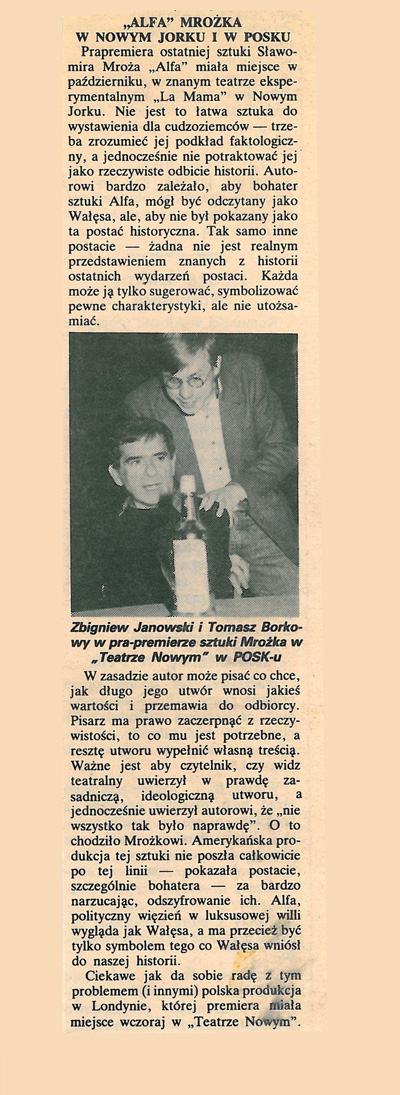 „ALFA” MROŻKA
W NOWYM JORKU I W POSKU
Prapremiera ostatniej sztuki Sławo-
mira Mroża „Alfa” miała miejsce w
październiku, w znanym teatrze ekspe-
rymentalnym „La Mama” w Nowym
Jorku. Nie jest to łatwa sztuka do
wystawienia dla cudzoziemców — trze-
ba zrozumieć jej podkład faktologicz-
ny, a jednocześnie nie potraktować jej
jako rzeczywiste odbicie historii. Auto-
rowi bardzo zależało, aby bohater
sztuki Alfa, mógł być odczytany jako
Wałęsa, ale, aby nie był pokazany jako
ta postać historyczna. Tak samo inne
postacie — żadna nie jest realnym
przedstawieniem znanych z historii
ostatnich wydarzeń postaci. Każda
może ją tylko sugerować, symbolizować
pewne charakterystyki, ale nie utożsa-
miać.
Zbigniew Janowski i Tomasz Borko-
wy w pra-premierze sztuki Mrożka w
„Teatrze Nowym” w POSK-u
W zasadzie autor może pisać co chce,
jak długo jego utwór wnosi jakieś
wartości i przemawia do odbiorcy.
Pisarz ma prawo zaczerpnąć z rzeczy-
wistości, to co mu jest potrzebne, a
resztę utworu wypełnić własną treścią.
Ważne jest aby czytelnik, czy widz
teatralny uwierzył w prawdę za-
sadniczą, ideologiczną utworu, a
jednocześnie uwierzył autorowi, że „nie
wszystko tak było naprawdę”. O to
chodziło Mrożkowi. Amerykańska pro-
dukcja tej sztuki nie poszła całkowicie
po tej linii — pokazała postacie,
szczególnie bohatera — za bardzo
narzucając, odszyfrowanie ich. Alfa,
polityczny więzień w luksusowej willi
wygląda jak Wałęsa, a ma przecież być
tylko symbolem tego co Wałęsa wniósł
do naszej historii.
Ciekawe jak da sobie radę z tym
problemem (i innymi) polska produkcja
w Londynie, której premiera miała
miejsce wczoraj w „Teatrze Nowym”.